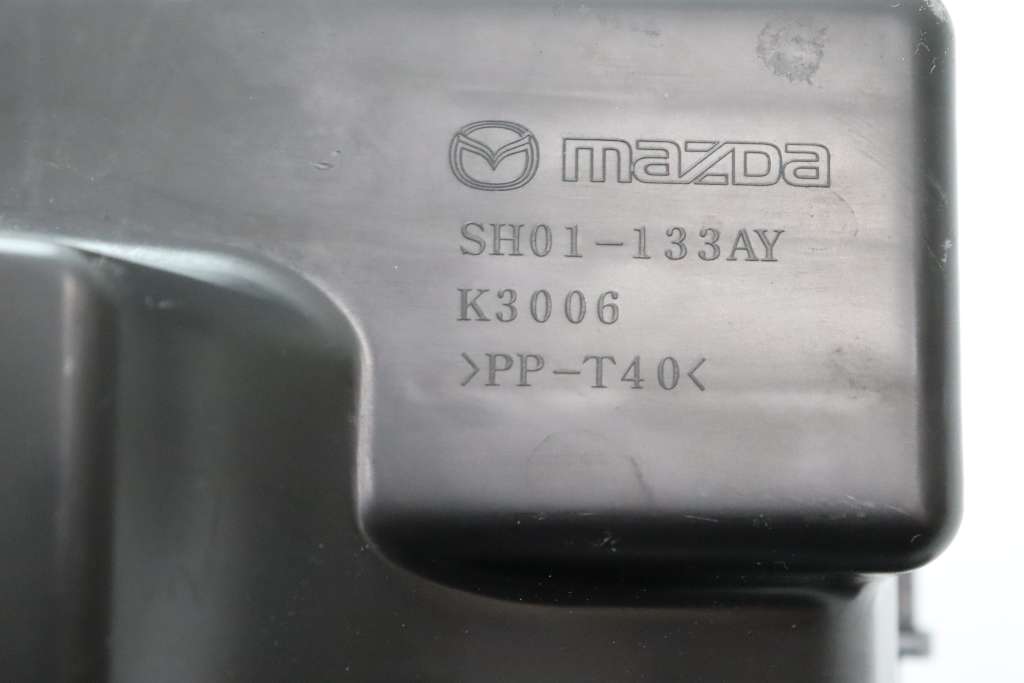 mazda
SH01-133AY
K3006
>PP-T40<